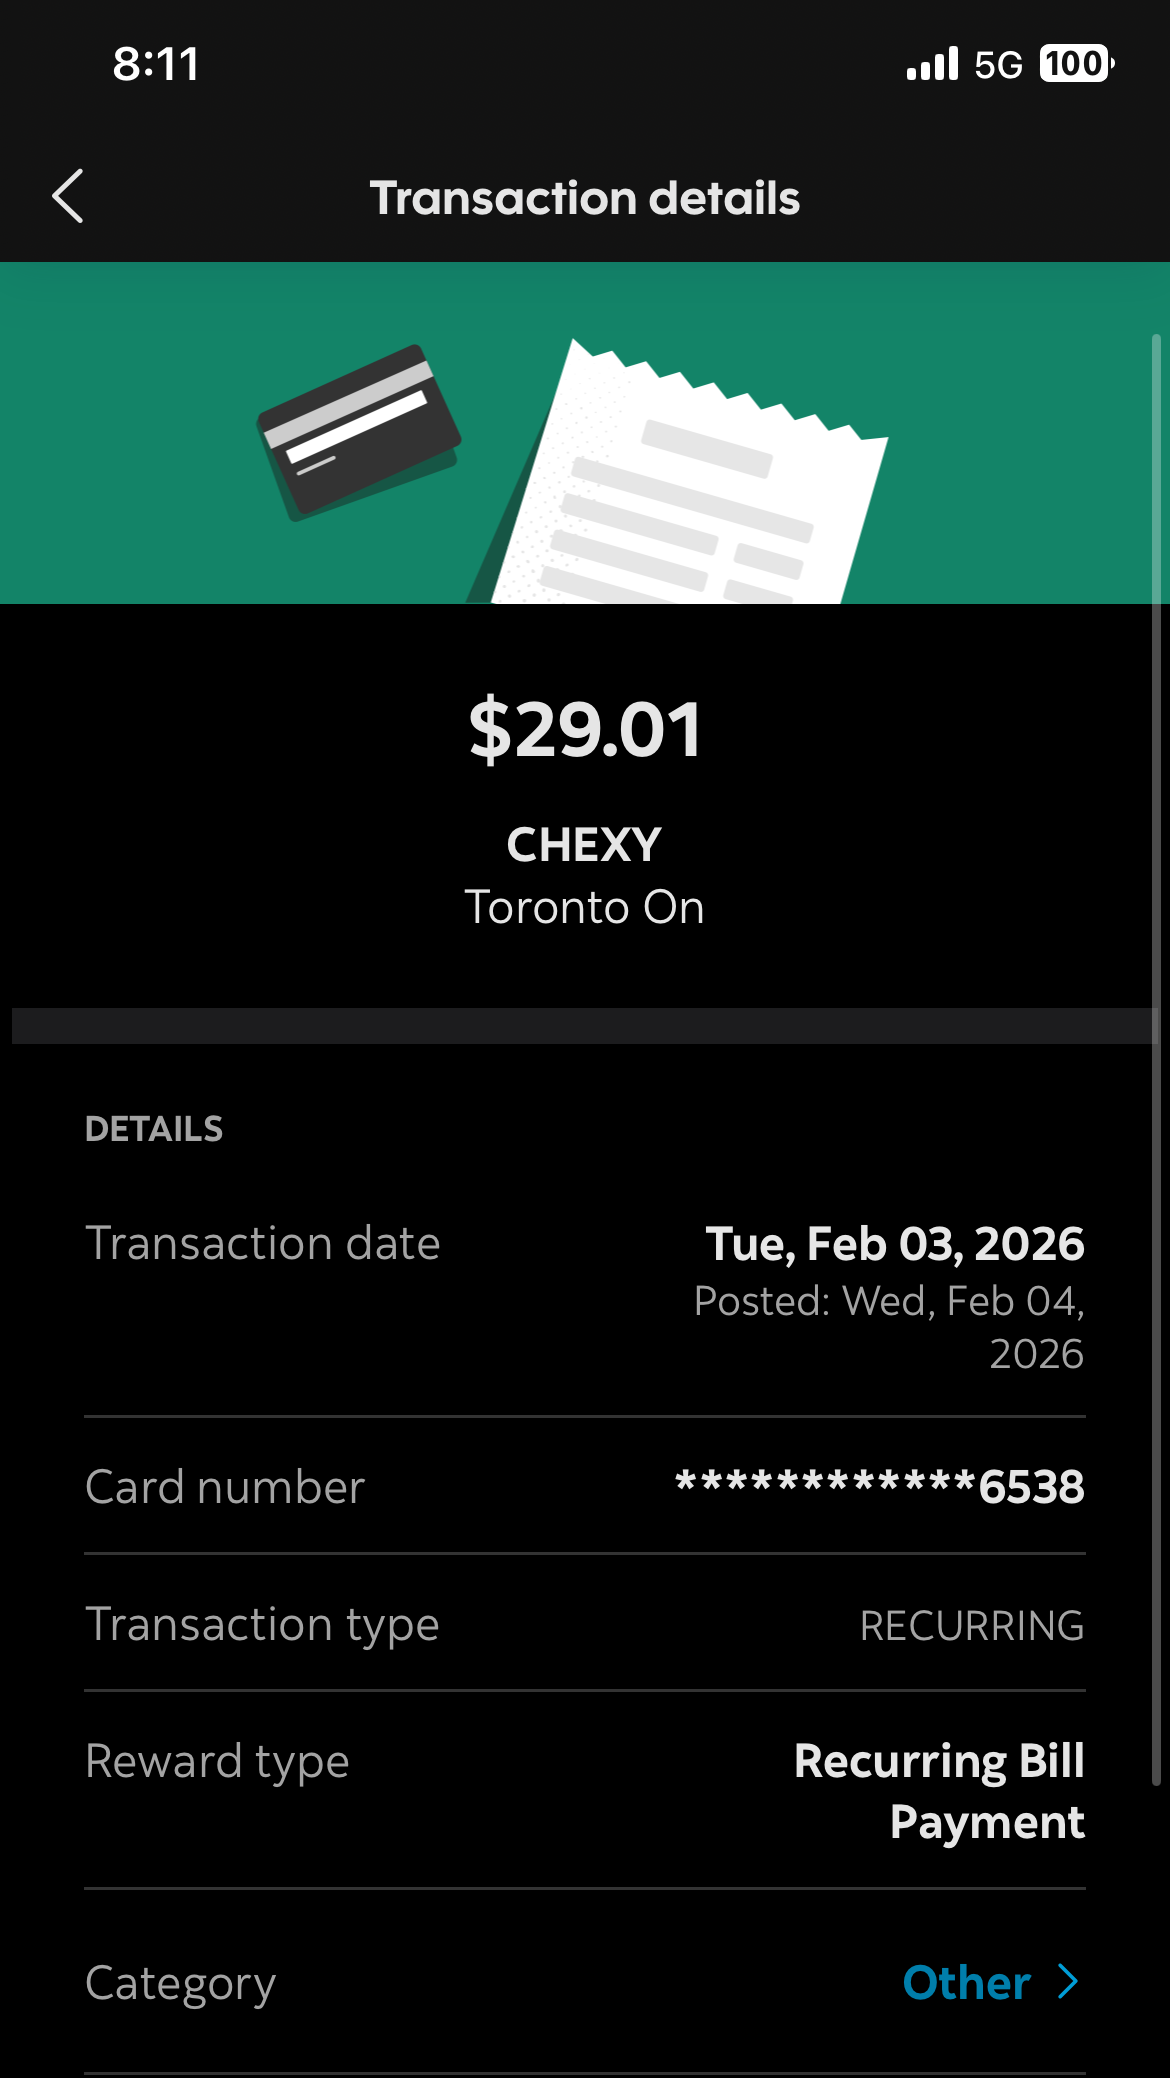 8:11
5G 100
Transaction details
$29.01
CHEXY
Toronto On
DETAILS
Transaction date Tue, Feb 03, 2026
Posted: Wed, Feb 04,
2026
Card number ************6538
Transaction type RECURRING
Reward type Recurring Bill
Payment
Category Other